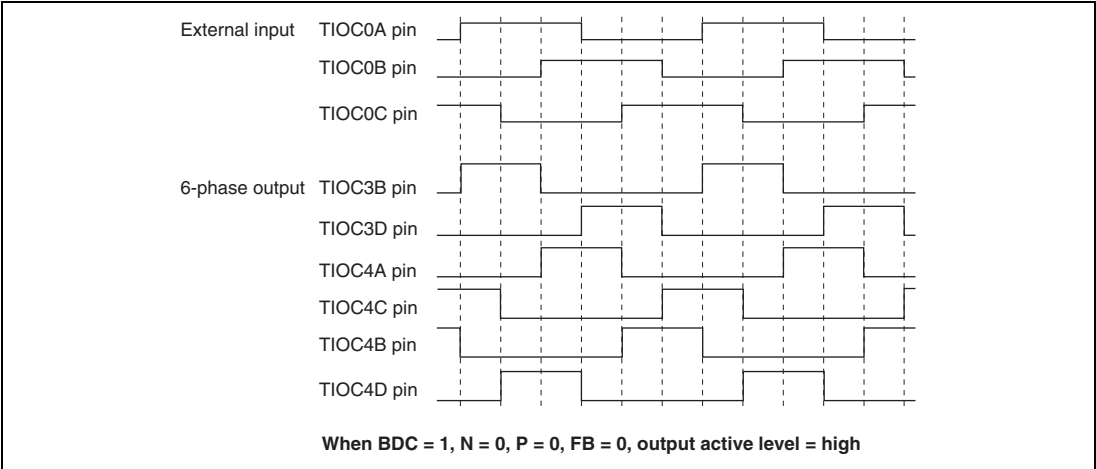 External input TIOC0A pin
TIOC0B pin
TIOC0C pin
6-phase output TIOC3B pin
TIOC3D pin
TIOC4A pin
TIOC4C pin
TIOC4B pin
TIOC4D pin
When BDC = 1, N = 0, P = 0, FB = 0, output active level = high